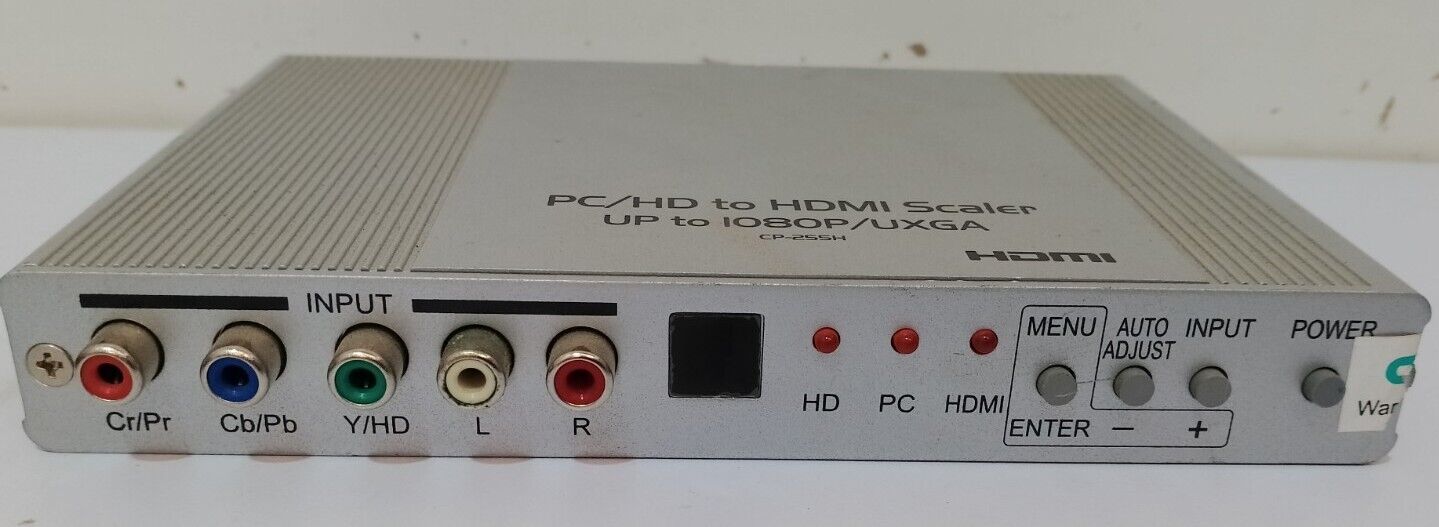 PC/HD to HDMI Scaler
UP to 1080P/UXGA
CP-255H
HDMI
INPUT
Cr/Pr Cb/Pb Y/HD L R
HD PC HDMI
MENU AUTO ADJUST INPUT POWER
ENTER − +
War